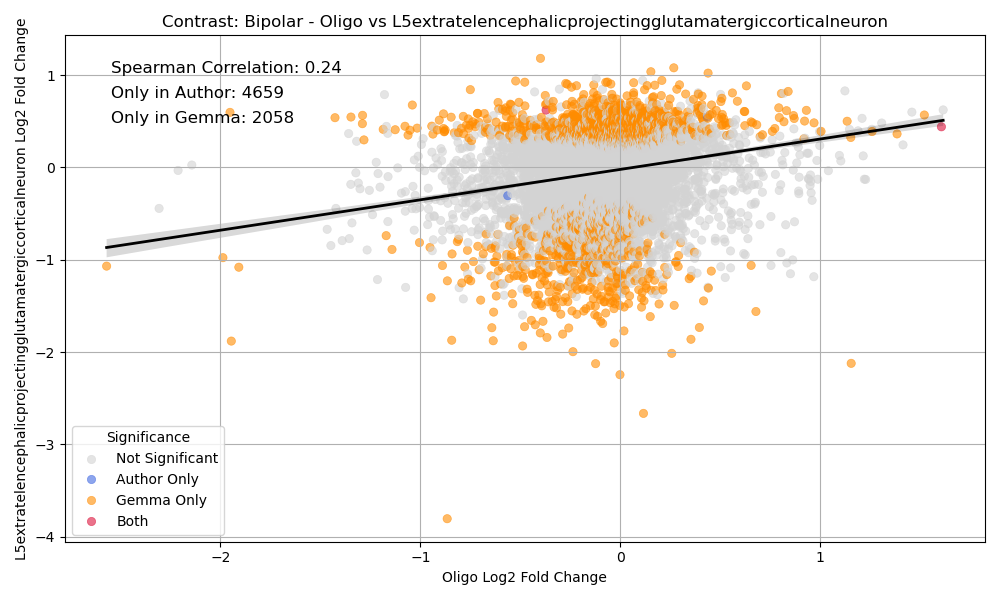 Contrast: Bipolar - Oligo vs L5extratelencephalicprojectingglutamatergiccorticalneuron
L5extratelencephalicprojectingglutamatergiccorticalneuron Log2 Fold Change
Spearman Correlation: 0.24
Only in Author: 4659
Only in Gemma: 2058
1
0
−1
−2
−3
−4
Significance
Not Significant
Author Only
Gemma Only
Both
−2
−1
0
1
Oligo Log2 Fold Change